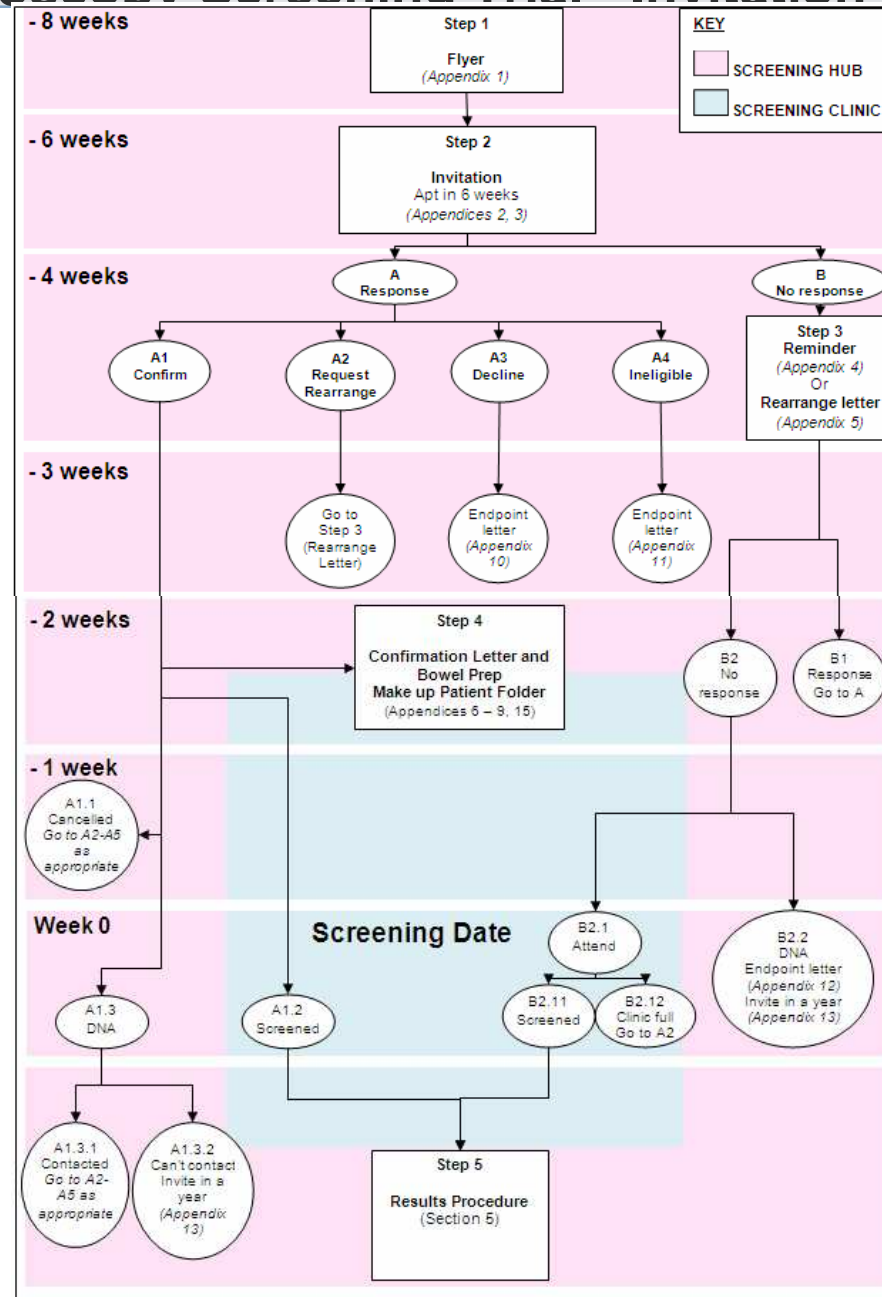 - 8 weeks
Step 1
Flyer
(Appendix 1)
KEY
SCREENING HUB
SCREENING CLINIC
- 6 weeks
Step 2
Invitation
Apt in 6 weeks
(Appendices 2, 3)
- 4 weeks
A
Response
B
No response
A1
Confirm
A2
Request
Rearrange
A3
Decline
A4
Ineligible
Step 3
Reminder
(Appendix 4)
Or
Rearrange letter
(Appendix 5)
- 3 weeks
Go to
Step 3
(Rearrange
Letter)
Endpoint
letter
(Appendix
10)
Endpoint
letter
(Appendix
11)
- 2 weeks
Step 4
Confirmation Letter and
Bowel Prep
Make up Patient Folder
(Appendices 6 – 9, 15)
B2
No
response
B1
Response
Go to A
- 1 week
A1.1
Cancelled
Go to A2-A5
as
appropriate
Week 0
Screening Date
B2.1
Attend
B2.2
DNA
Endpoint letter
(Appendix 12)
Invite in a year
(Appendix 13)
A1.3
DNA
A1.2
Screened
B2.11
Screened
B2.12
Clinic full
Go to A2
A1.3.1
Contacted
Go to A2-
A5 as
appropriate
A1.3.2
Can't contact
Invite in a
year
(Appendix
13)
Step 5
Results Procedure
(Section 5)